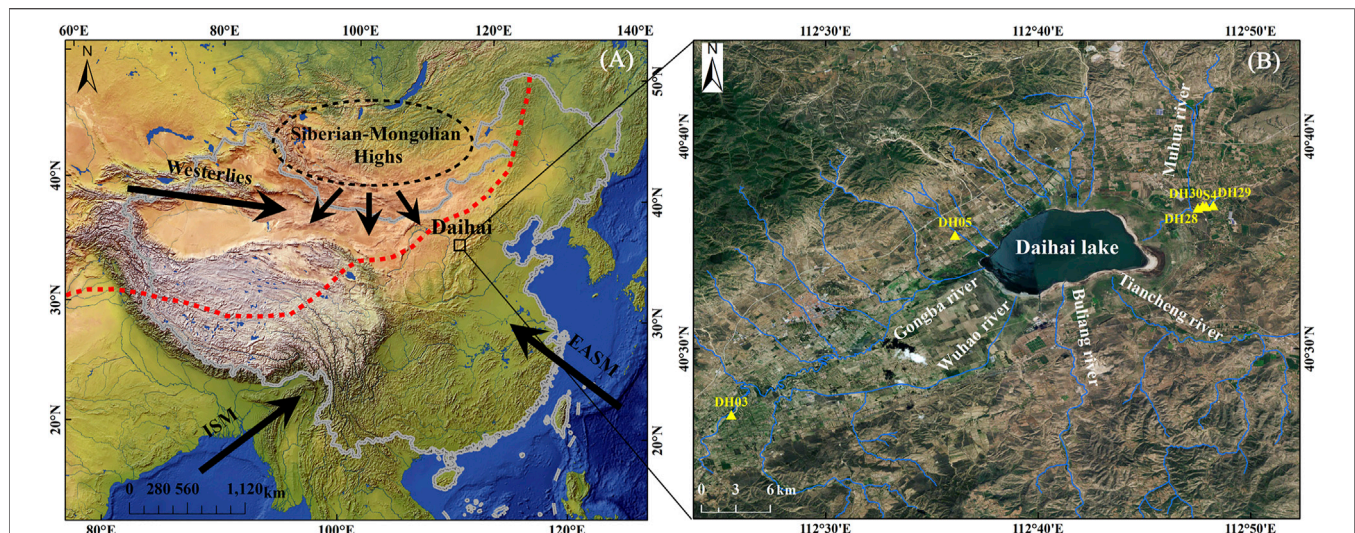 60°E 80°E 100°E 120°E 140°E
N
(A)
50°N
40°N
30°N
20°N
Siberian-Mongolian
Highs
Westerlies
Daihai
40°N
30°N
20°N
EASM
ISM
0 280 560 1,120km
80°E 100°E 120°E
112°30'E 112°40'E 112°50'E
N
(B)
40°40'N
40°30'N
Muhua river
DH30 S4 DH29
DH28
DH05
Daihai lake
Gongba river
Wuhao river
Buliang river
Tiancheng river
DH03
40°40'N
40°30'N
0 3 6 km
112°30'E 112°40'E 112°50'E